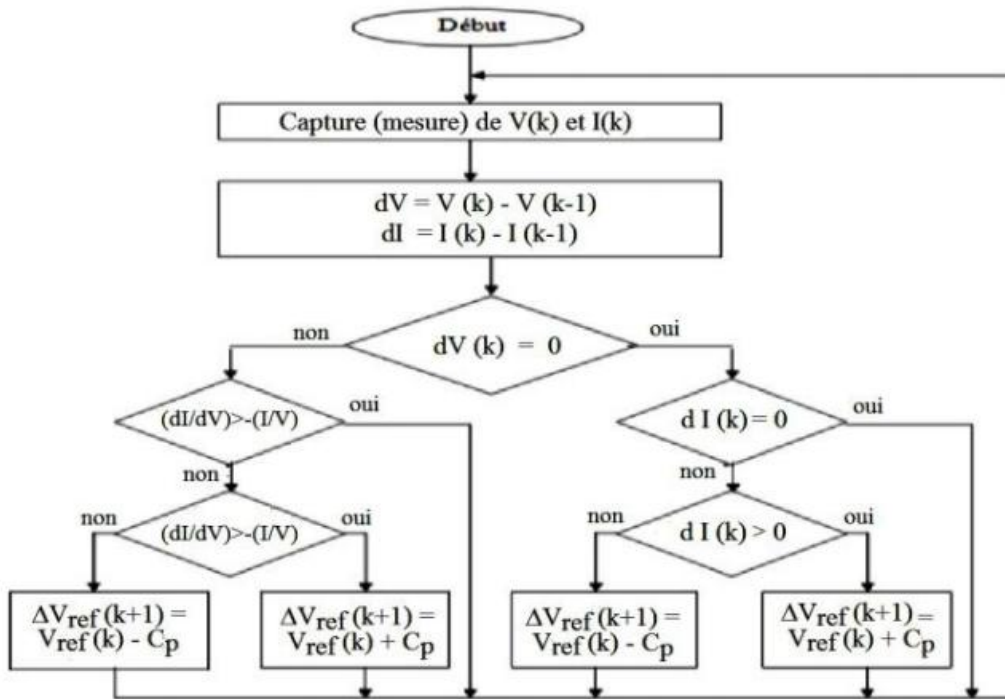 Début
Capture (mesure) de V(k) et I(k)
dV = V (k) - V (k-1)
dI = I (k) - I (k-1)
non
dV (k) = 0
oui
(dI/dV)>-(I/V)
oui
d I (k) = 0
oui
non
non
non
(dI/dV)>-(I/V)
oui
non
d I (k) > 0
oui
ΔVref (k+1) =
Vref (k) - Cp
ΔVref (k+1) =
Vref (k) + Cp
ΔVref (k+1) =
Vref (k) - Cp
ΔVref (k+1) =
Vref (k) + Cp